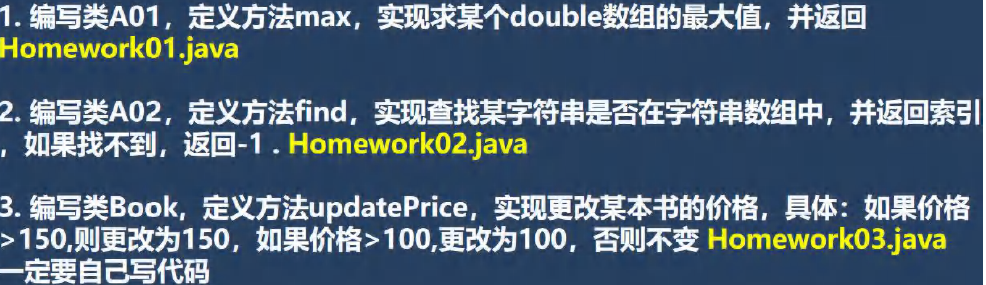 1. 编写类A01，定义方法max，实现求某个double数组的最大值，并返回
Homework01.java
2. 编写类A02，定义方法find，实现查找某字符串是否在字符串数组中，并返回索引
，如果找不到，返回-1 . Homework02.java
3. 编写类Book，定义方法updatePrice，实现更改某本书的价格，具体：如果价格
>150,则更改为150，如果价格>100,更改为100，否则不变 Homework03.java
一定要自己写代码